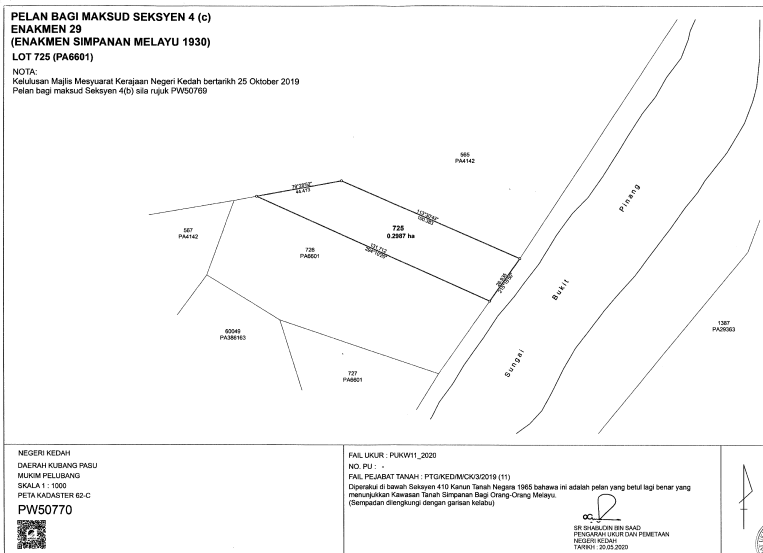 PELAN BAGI MAKSUD SEKSYEN 4 (c)
ENAKMEN 29
(ENAKMEN SIMPANAN MELAYU 1930)
LOT 725 (PA6601)
NOTA:
Kelulusan Majlis Mesyuarat Kerajaan Negeri Kedah bertarikh 25 Oktober 2019
Pelan bagi maksud Seksyen 4(b) sila rujuk PW50769
565
PA4142
Pinang
44.473
567
PA4142
725
0.2987 ha
726
PA6601
131.712
Bukit
1387
PA29363
60049
PA386163
Sungai
727
PA6601
NEGERI KEDAH
DAERAH KUBANG PASU
MUKIM PELUBANG
SKALA 1 : 1000
PETA KADASTER 62-C
PW50770
FAIL UKUR : PUKW11_2020
NO. PU : -
FAIL PEJABAT TANAH : PTG/KED/M/CK/3/2019 (11)
Diperakui di bawah Seksyen 410 Kanun Tanah Negara 1965 bahawa ini adalah pelan yang betul lagi benar yang
menunjukkan Kawasan Tanah Simpanan Bagi Orang-Orang Melayu.
(Sempadan dilengkungi dengan garisan kelabu)
SR SHABUDIN BIN SAAD
PENGARAH UKUR DAN PEMETAAN
NEGERI KEDAH
TARIKH : 20.05.2020